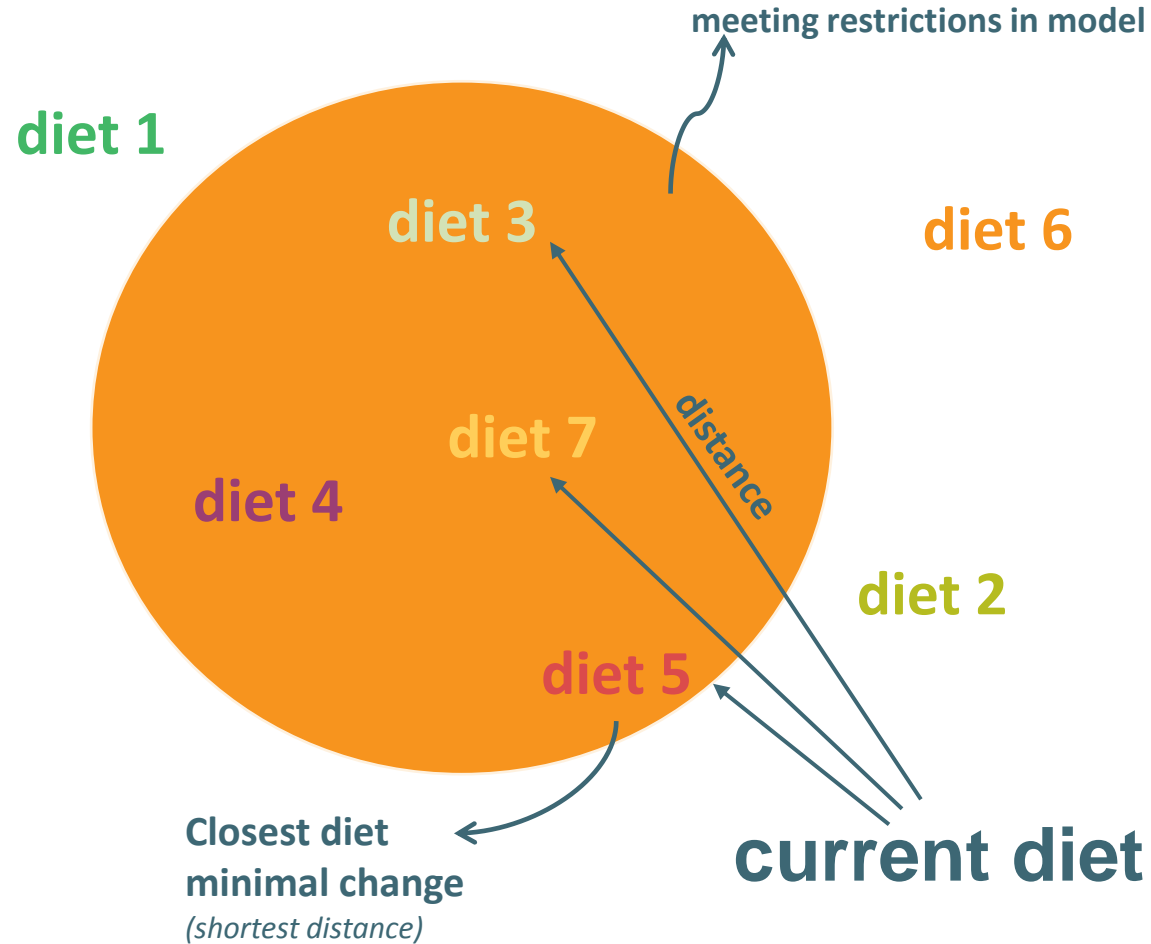 meeting restrictions in model
diet 1
diet 3
diet 6
distance
diet 7
diet 4
diet 2
diet 5
Closest diet
minimal change
(shortest distance)
current diet